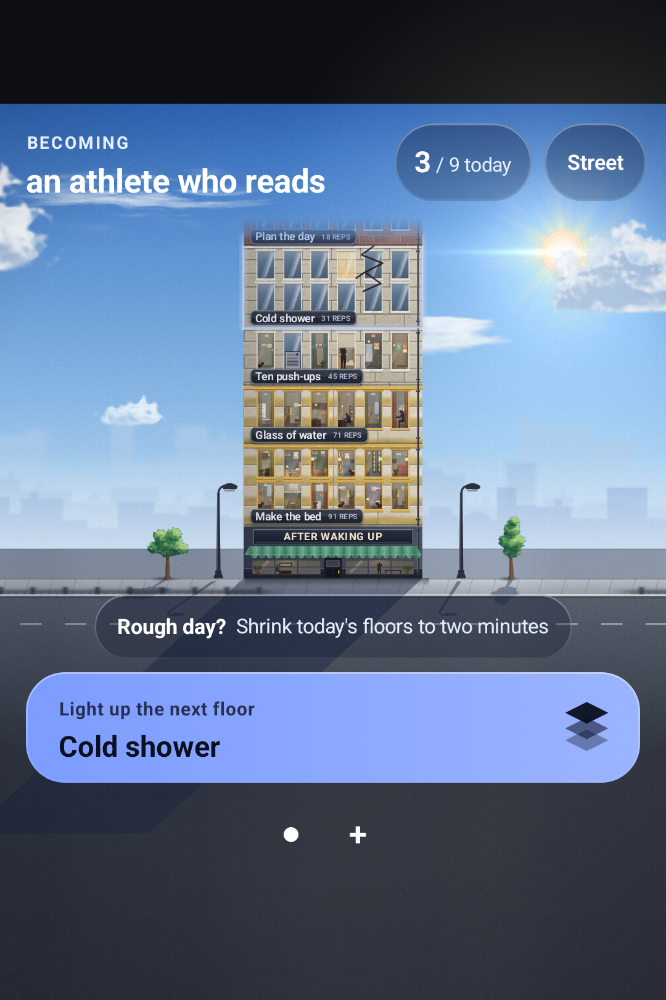 BECOMING
an athlete who reads
3 / 9 today
Street
Plan the day 18 REPS
Cold shower 31 REPS
Ten push-ups 45 REPS
Glass of water 71 REPS
Make the bed 91 REPS
AFTER WAKING UP
Rough day? Shrink today's floors to two minutes
Light up the next floor
Cold shower